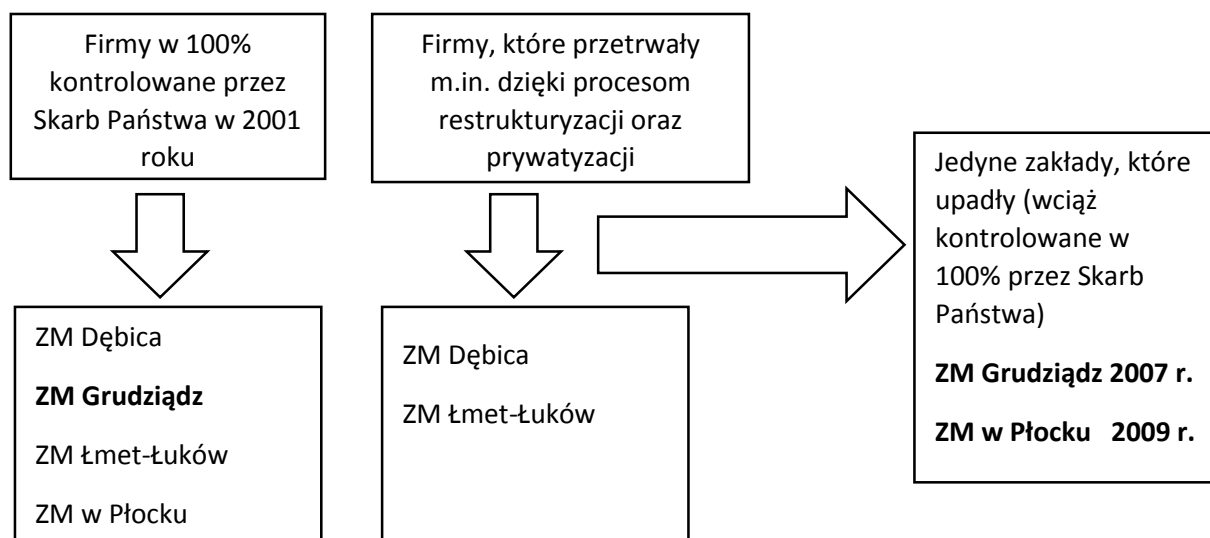 Firmy w 100%
kontrolowane przez
Skarb Państwa w 2001
roku
Firmy, które przetrwały
m.in. dzięki procesom
restrukturyzacji oraz
prywatyzacji
Jedyne zakłady, które
upadły (wciąż
kontrolowane w
100% przez Skarb
Państwa)
ZM Grudziądz 2007 r.
ZM w Płocku 2009 r.
ZM Dębica
ZM Grudziądz
ZM Łmet-Łuków
ZM w Płocku
ZM Dębica
ZM Łmet-Łuków